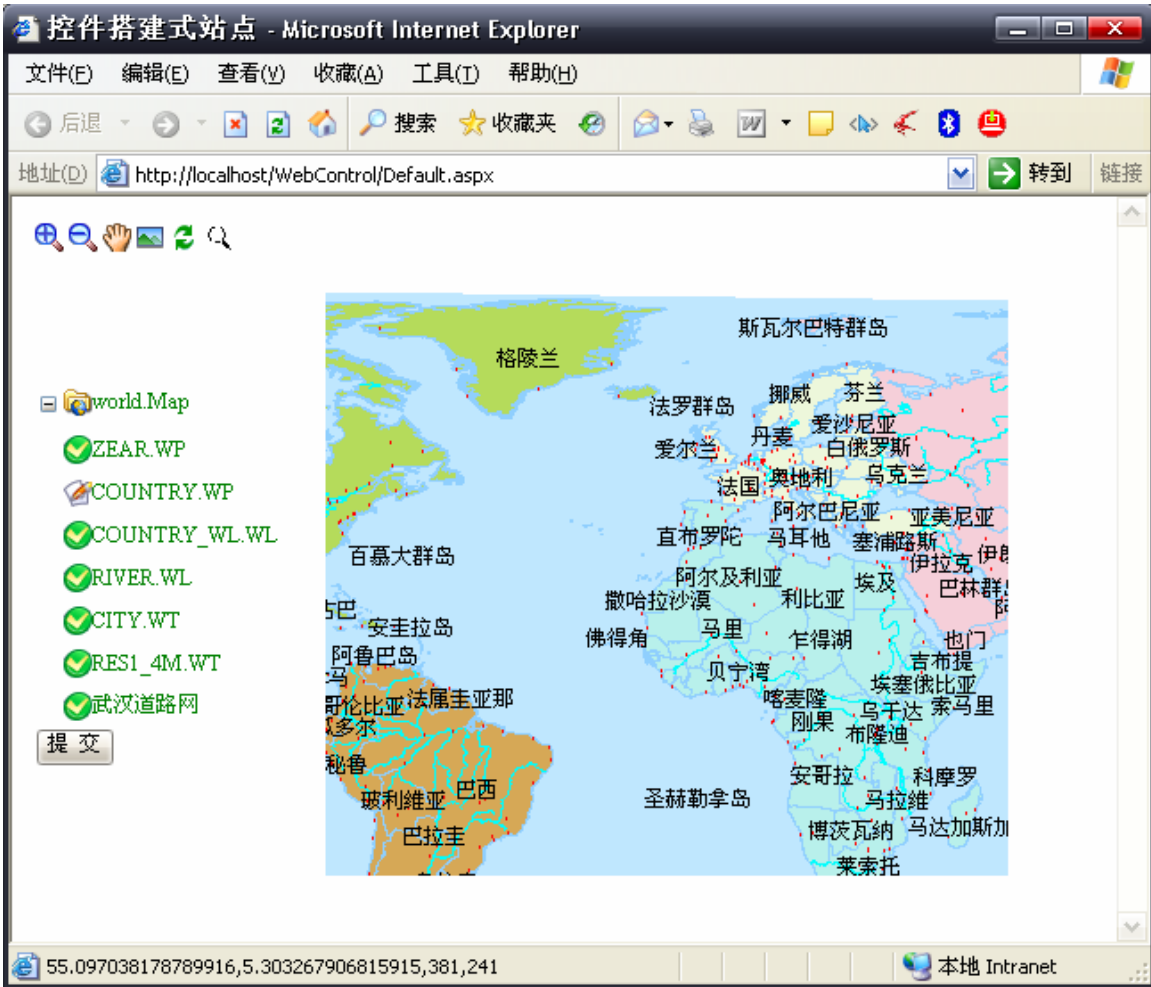 控件搭建式站点 - Microsoft Internet Explorer
文件(F) 编辑(E) 查看(V) 收藏(A) 工具(T) 帮助(H)
后退 搜索 收藏夹
地址(D) http://localhost/WebControl/Default.aspx 转到 链接
world.Map
ZEAR.WP
COUNTRY.WP
COUNTRY_WL.WL
RIVER.WL
CITY.WT
RES1_4M.WT
武汉道路网
提 交
斯瓦尔巴特群岛
格陵兰
挪威 芬兰
法罗群岛
爱沙尼亚
丹麦
爱尔兰 白俄罗斯
法国 奥地利 乌克兰
阿尔巴尼亚 亚美尼亚
直布罗陀 马耳他 塞浦路斯
百慕大群岛 伊拉克 伊朗
阿尔及利亚 埃及 巴林群
撒哈拉沙漠 利比亚
古巴 安圭拉岛 佛得角 马里 乍得湖 也门
阿鲁巴岛 贝宁湾 吉布提
马 埃塞俄比亚
哥伦比亚 法属圭亚那 喀麦隆 乌干达 索马里
多尔 刚果 布隆迪
秘鲁 安哥拉 科摩罗
玻利维亚 巴西 圣赫勒拿岛 马拉维
巴拉圭 博茨瓦纳 马达加斯加
莱索托
55.097038178789916,5.303267906815915,381,241 本地 Intranet